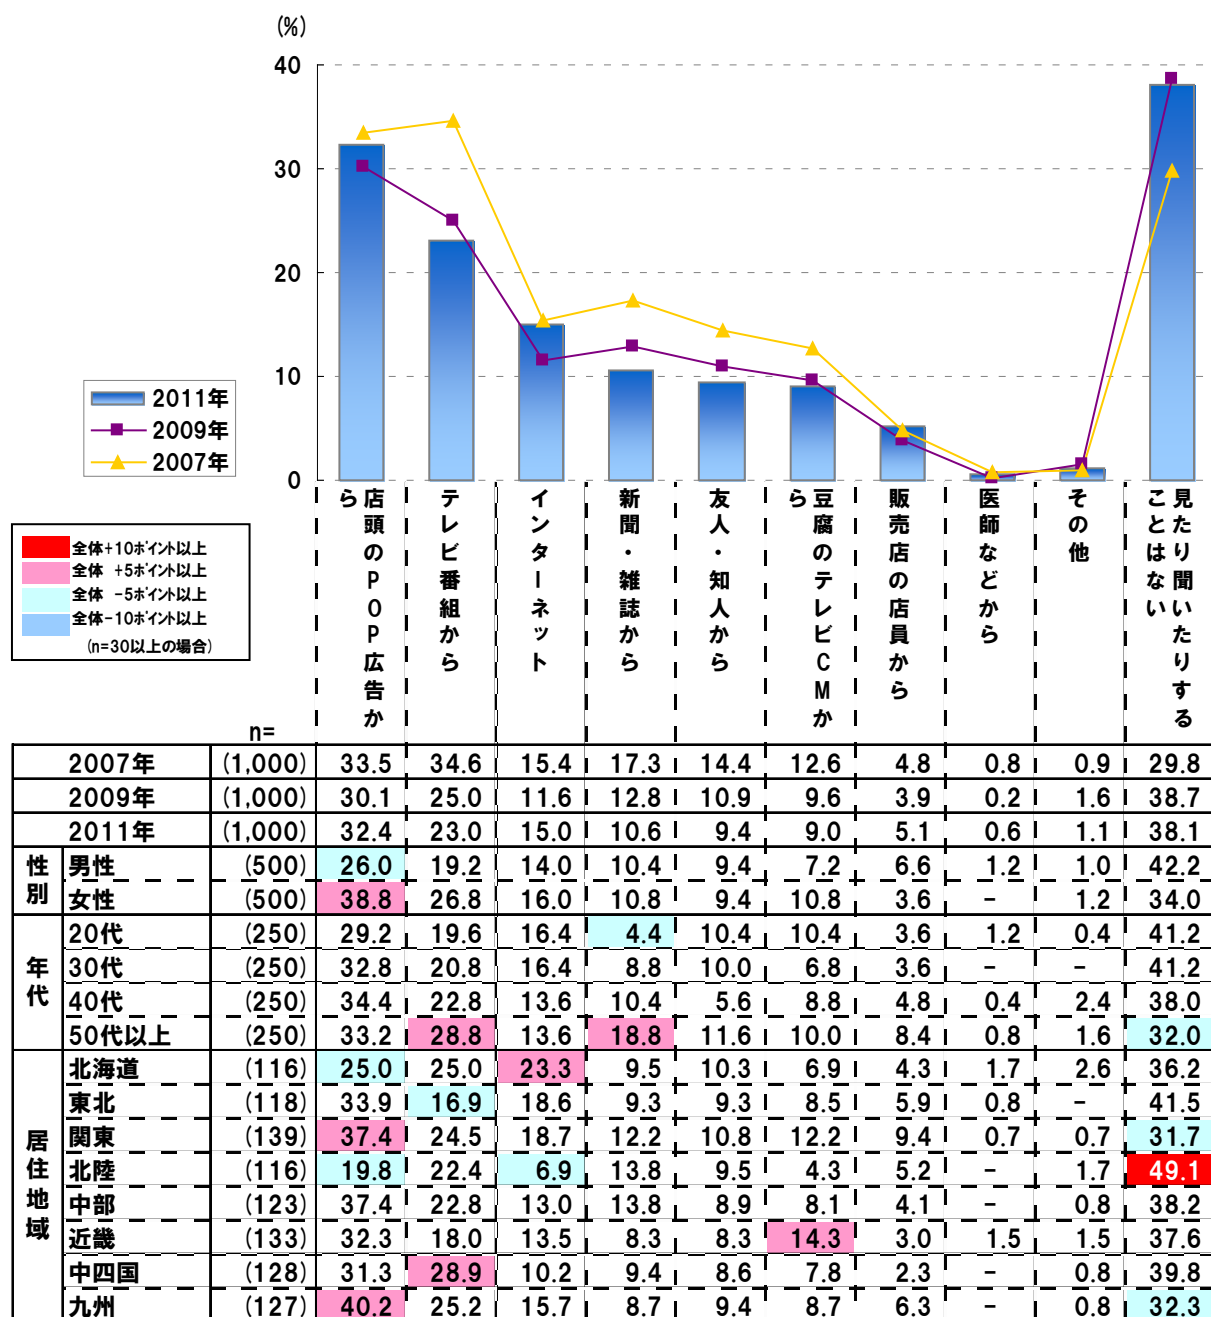 (%)
40
30
20
10
0
2011年
2009年
2007年
全体+10ポイント以上
全体 +5ポイント以上
全体 -5ポイント以上
全体-10ポイント以上
(n=30以上の場合)
店頭のPOP広告から
テレビ番組から
インターネット
新聞・雑誌から
友人・知人から
豆腐のテレビCMから
販売店の店員から
医師などから
その他
見たり聞いたりすることはない
n=
2007年 (1,000) 33.5 34.6 15.4 17.3 14.4 12.6 4.8 0.8 0.9 29.8
2009年 (1,000) 30.1 25.0 11.6 12.8 10.9 9.6 3.9 0.2 1.6 38.7
2011年 (1,000) 32.4 23.0 15.0 10.6 9.4 9.0 5.1 0.6 1.1 38.1
性別
男性 (500) 26.0 19.2 14.0 10.4 9.4 7.2 6.6 1.2 1.0 42.2
女性 (500) 38.8 26.8 16.0 10.8 9.4 10.8 3.6 - 1.2 34.0
年代
20代 (250) 29.2 19.6 16.4 4.4 10.4 10.4 3.6 1.2 0.4 41.2
30代 (250) 32.8 20.8 16.4 8.8 10.0 6.8 3.6 - - 41.2
40代 (250) 34.4 22.8 13.6 10.4 5.6 8.8 4.8 0.4 2.4 38.0
50代以上 (250) 33.2 28.8 13.6 18.8 11.6 10.0 8.4 0.8 1.6 32.0
居住地域
北海道 (116) 25.0 25.0 23.3 9.5 10.3 6.9 4.3 1.7 2.6 36.2
東北 (118) 33.9 16.9 18.6 9.3 9.3 8.5 5.9 0.8 - 41.5
関東 (139) 37.4 24.5 18.7 12.2 10.8 12.2 9.4 0.7 0.7 31.7
北陸 (116) 19.8 22.4 6.9 13.8 9.5 4.3 5.2 - 1.7 49.1
中部 (123) 37.4 22.8 13.0 13.8 8.9 8.1 4.1 - 0.8 38.2
近畿 (133) 32.3 18.0 13.5 8.3 8.3 14.3 3.0 1.5 1.5 37.6
中四国 (128) 31.3 28.9 10.2 9.4 8.6 7.8 2.3 - 0.8 39.8
九州 (127) 40.2 25.2 15.7 8.7 9.4 8.7 6.3 - 0.8 32.3